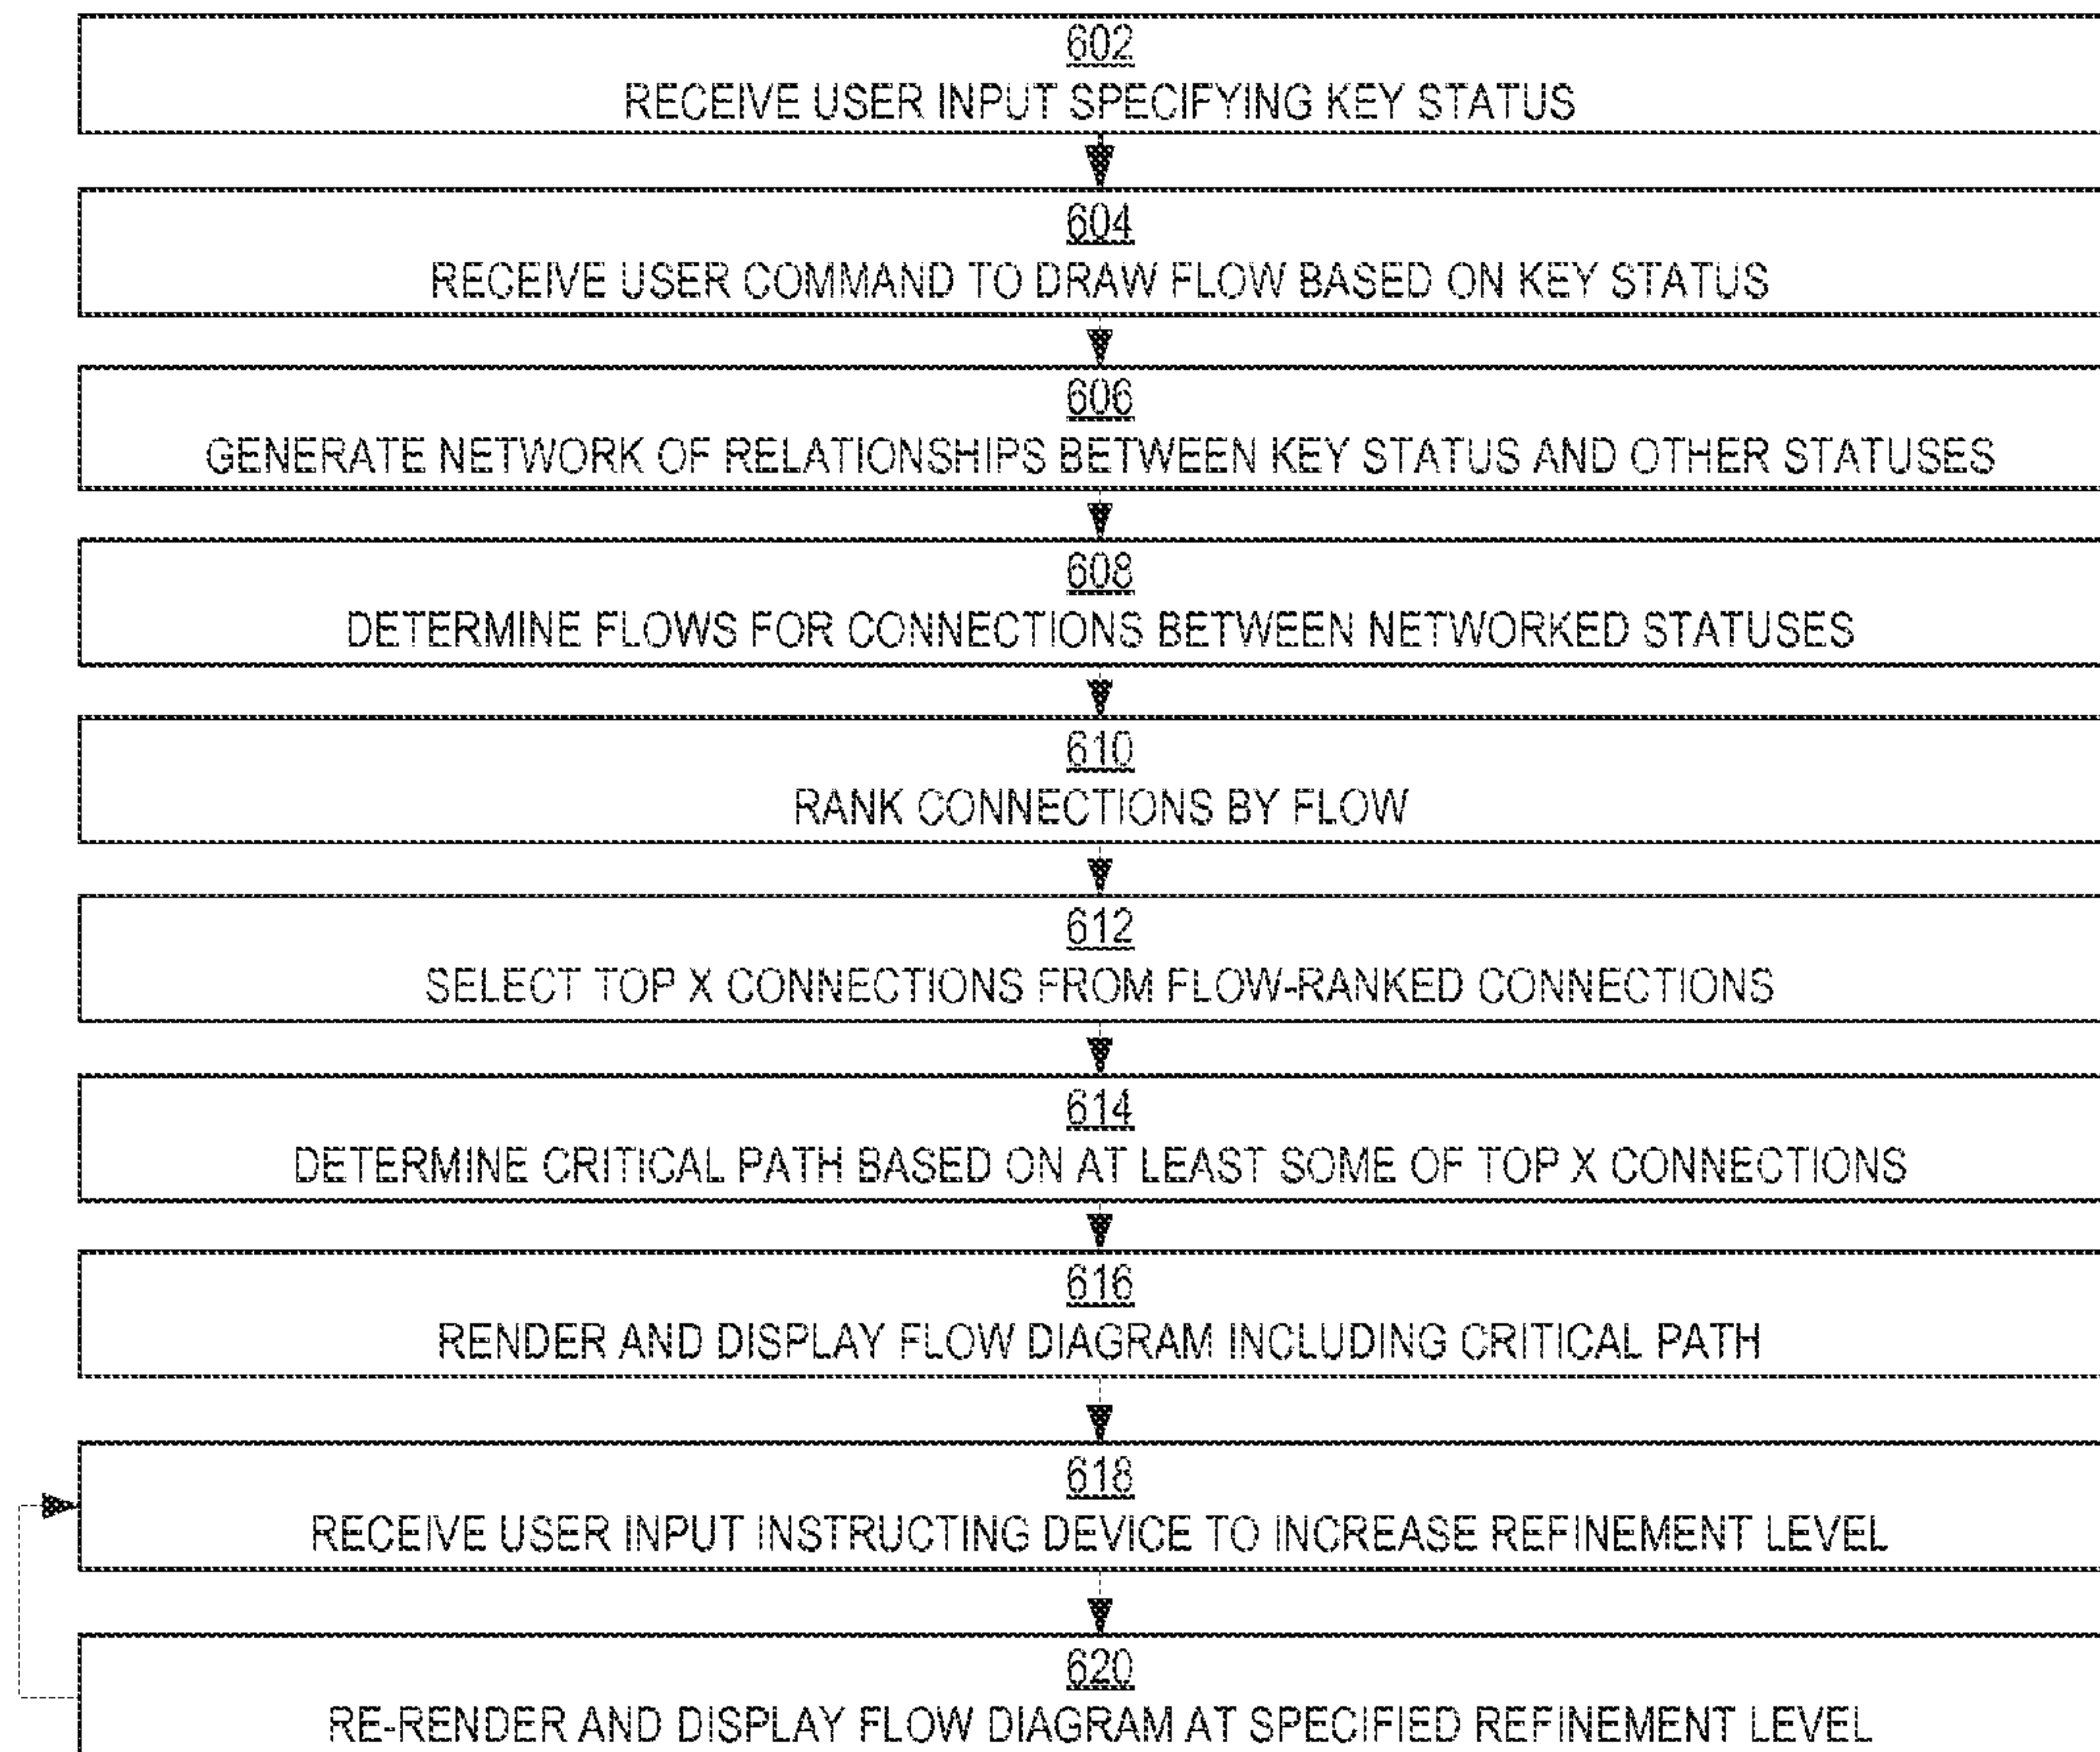 602
RECEIVE USER INPUT SPECIFYING KEY STATUS
604
RECEIVE USER COMMAND TO DRAW FLOW BASED ON KEY STATUS
606
GENERATE NETWORK OF RELATIONSHIPS BETWEEN KEY STATUS AND OTHER STATUSES
608
DETERMINE FLOWS FOR CONNECTIONS BETWEEN NETWORKED STATUSES
610
RANK CONNECTIONS BY FLOW
612
SELECT TOP X CONNECTIONS FROM FLOW-RANKED CONNECTIONS
614
DETERMINE CRITICAL PATH BASED ON AT LEAST SOME OF TOP X CONNECTIONS
616
RENDER AND DISPLAY FLOW DIAGRAM INCLUDING CRITICAL PATH
618
RECEIVE USER INPUT INSTRUCTING DEVICE TO INCREASE REFINEMENT LEVEL
620
RE-RENDER AND DISPLAY FLOW DIAGRAM AT SPECIFIED REFINEMENT LEVEL